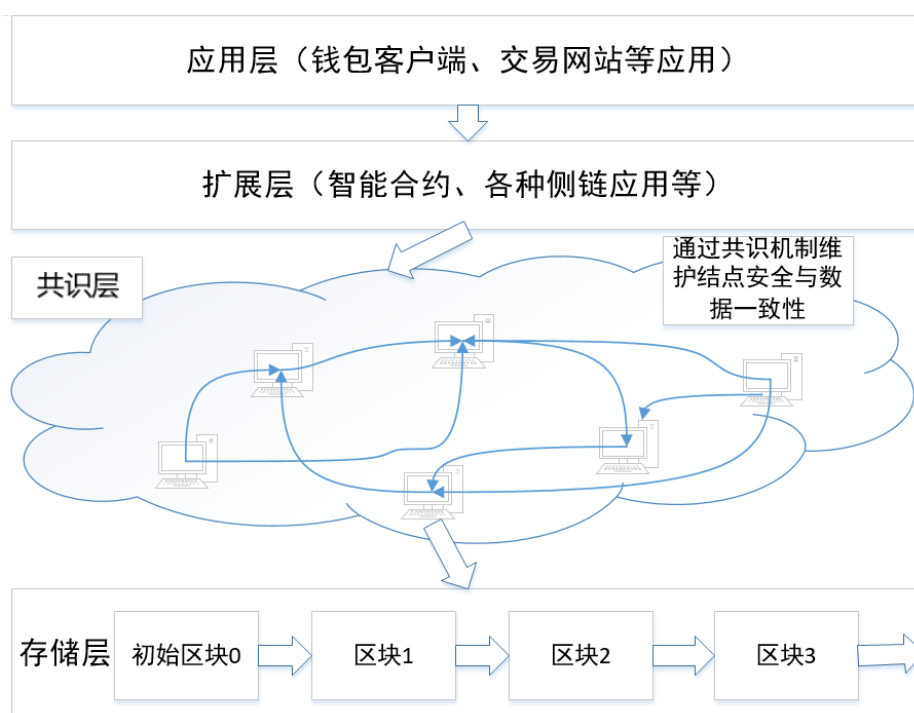 应用层（钱包客户端、交易网站等应用）
扩展层（智能合约、各种侧链应用等）
共识层
通过共识机制维
护结点安全与数
据一致性
存储层
初始区块0
区块1
区块2
区块3